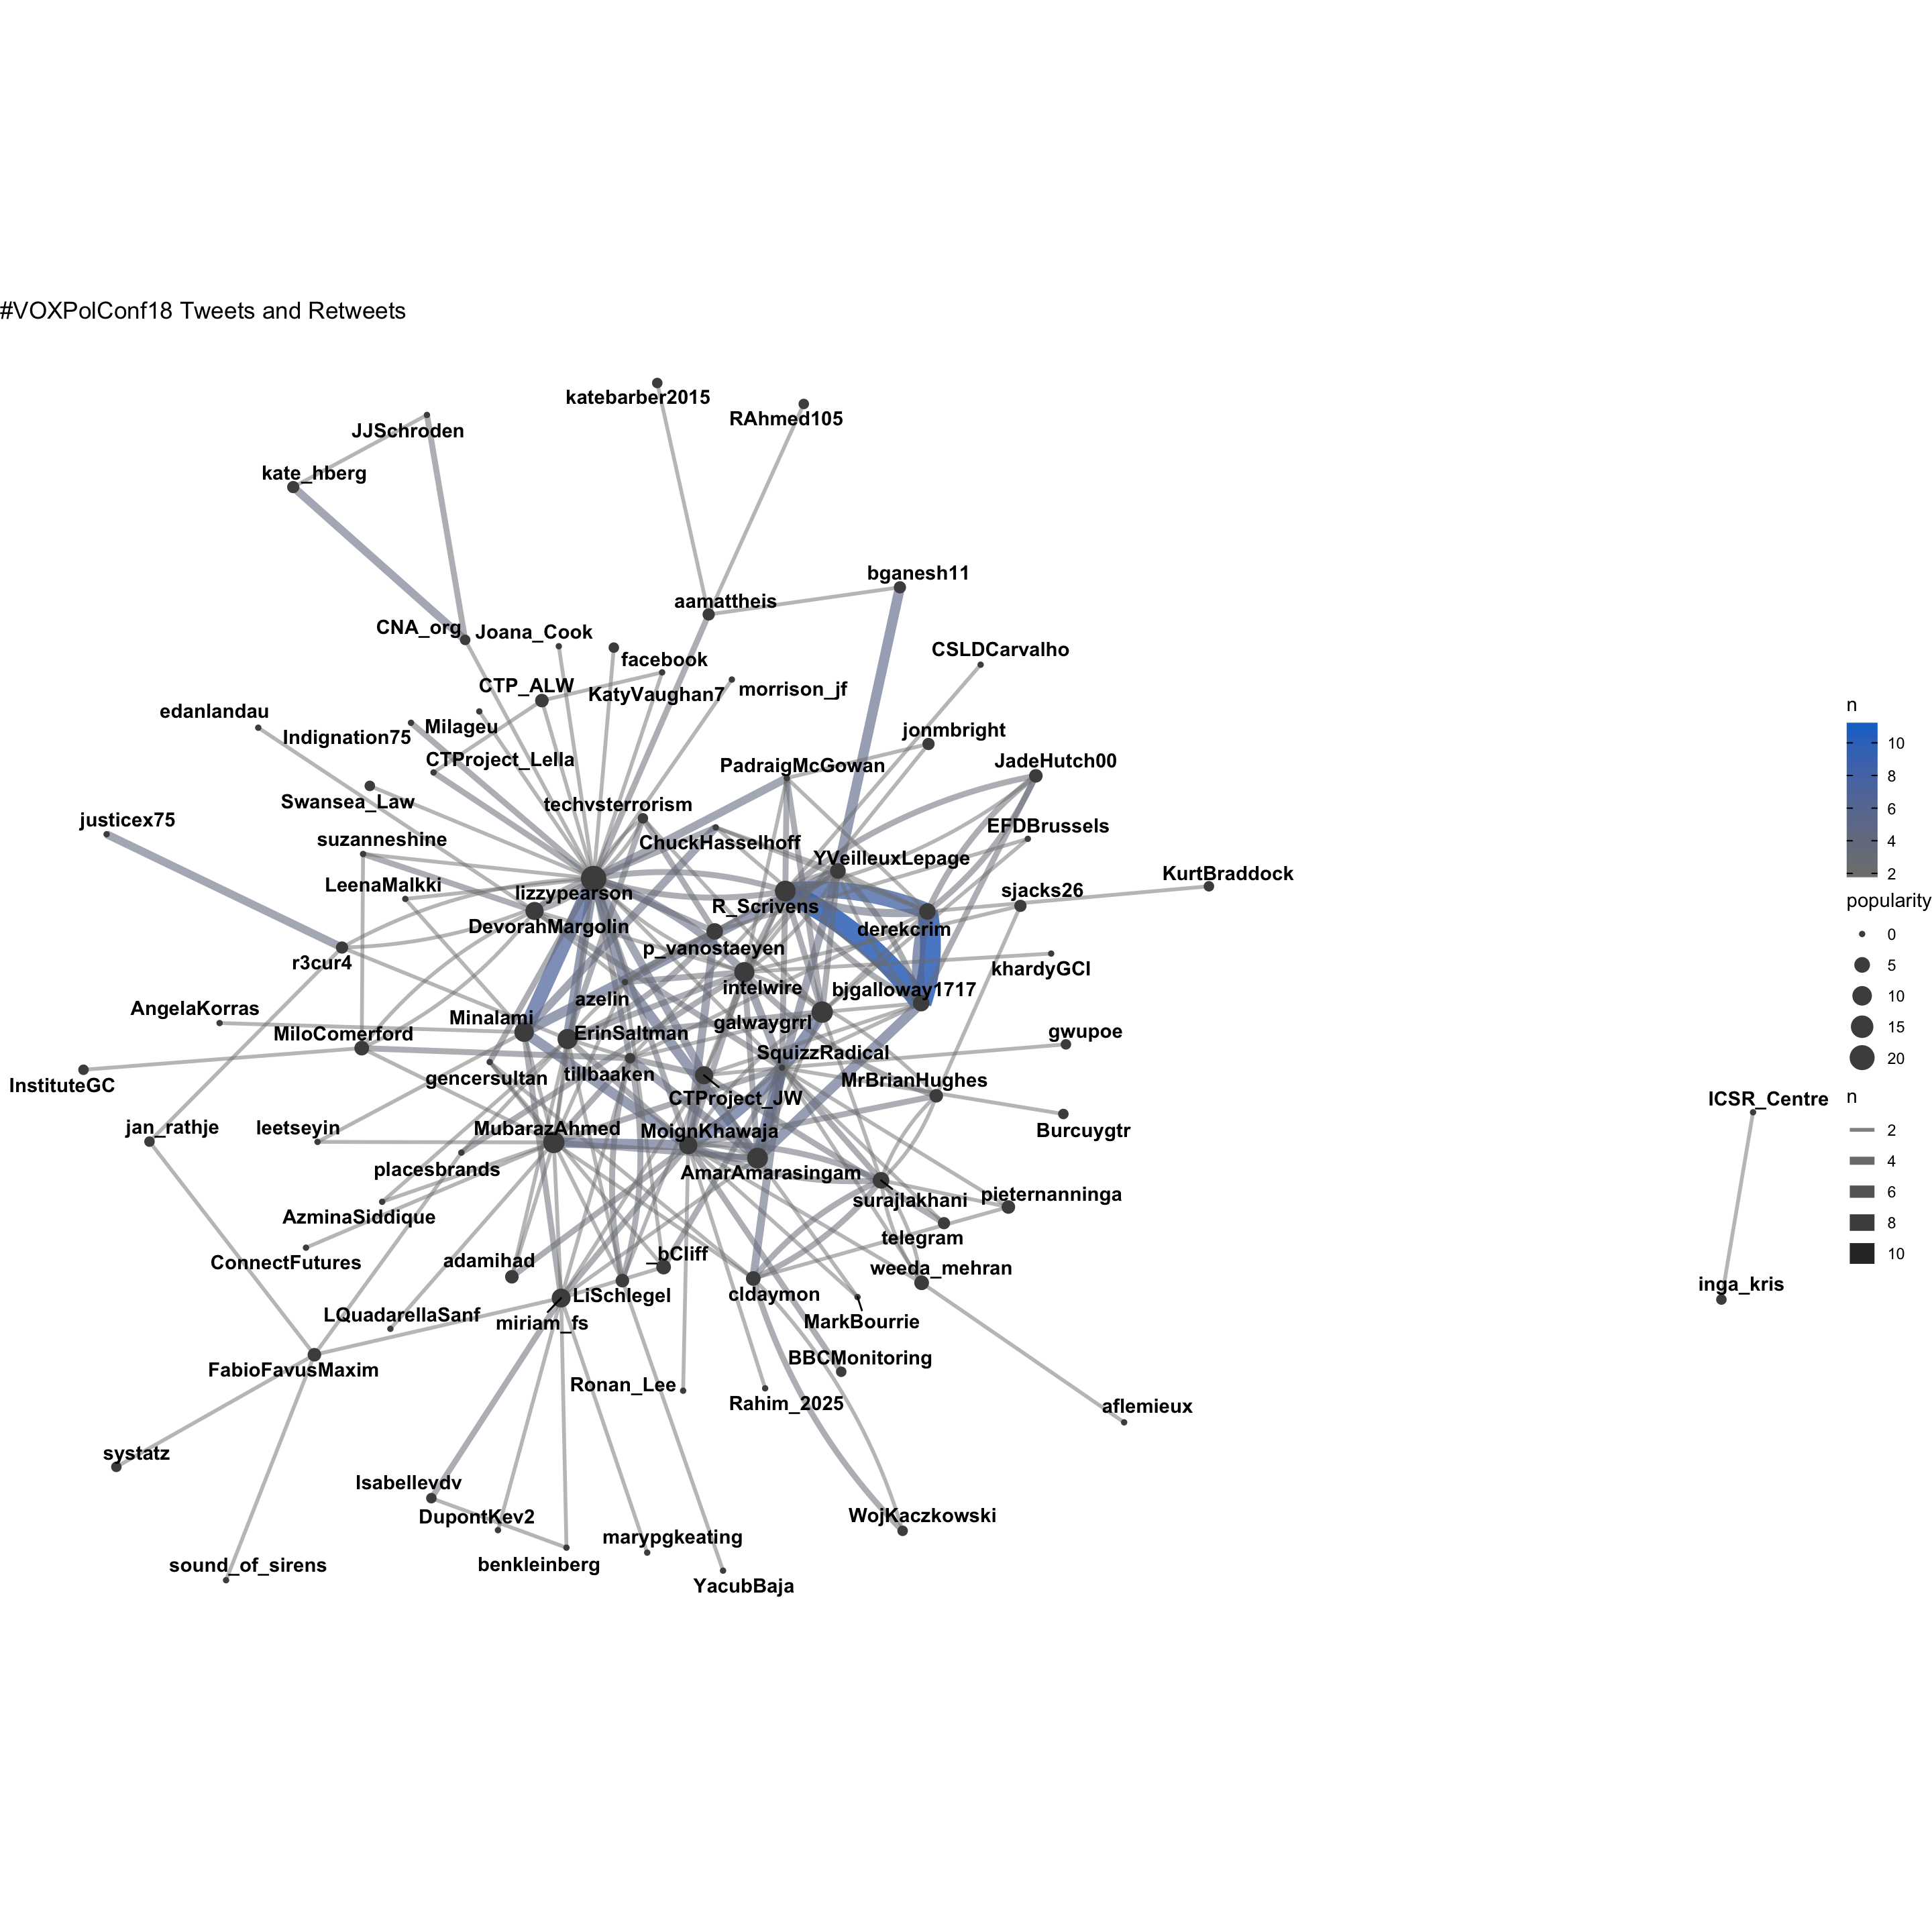 #VOXPolConf18 Tweets and Retweets
katebarber2015
RAhmed105
JJSchroden
kate_hberg
bganesh11
aamattheis
CNA_org
Joana_Cook
CSLDCarvalho
facebook
CTP_ALW
KatyVaughan7
morrison_jf
edanlandau
Milageu
Indignation75
jonmbright
CTProject_Lella
PadraigMcGowan
JadeHutch00
Swansea_Law
techvsterrorism
justicex75
EFDBrussels
suzanneshine
ChuckHasselhoff
YVeilleuxLepage
KurtBraddock
LeenaMalkki
lizzypearson
sjacks26
R_Scrivens
DevorahMargolin
derekcrim
p_vanostaeyen
r3cur4
khardyGCI
intelwire
bjgalloway1717
azelin
AngelaKorras
Minalami
galwaygrrl
MiloComerford
ErinSaltman
gwupoe
SquizzRadical
InstituteGC
gencersultan
tillbaaken
MrBrianHughes
CTProject_JW
ICSR_Centre
jan_rathje
leetseyin
MubarazAhmed
MoignKhawaja
Burcuygtr
placesbrands
AmarAmarasingam
surajlakhani
pieternanninga
AzminaSiddique
telegram
ConnectFutures
adamihad
_bCliff
weeda_mehran
inga_kris
LiSchlegel
cldaymon
LQuadarellaSanf
miriam_fs
MarkBourrie
FabioFavusMaxim
BBCMonitoring
Ronan_Lee
Rahim_2025
aflemieux
systatz
Isabellevdv
DupontKev2
WojKaczkowski
marypgkeating
benkleinberg
sound_of_sirens
YacubBaja
n
10
8
6
4
2
popularity
0
5
10
15
20
n
2
4
6
8
10